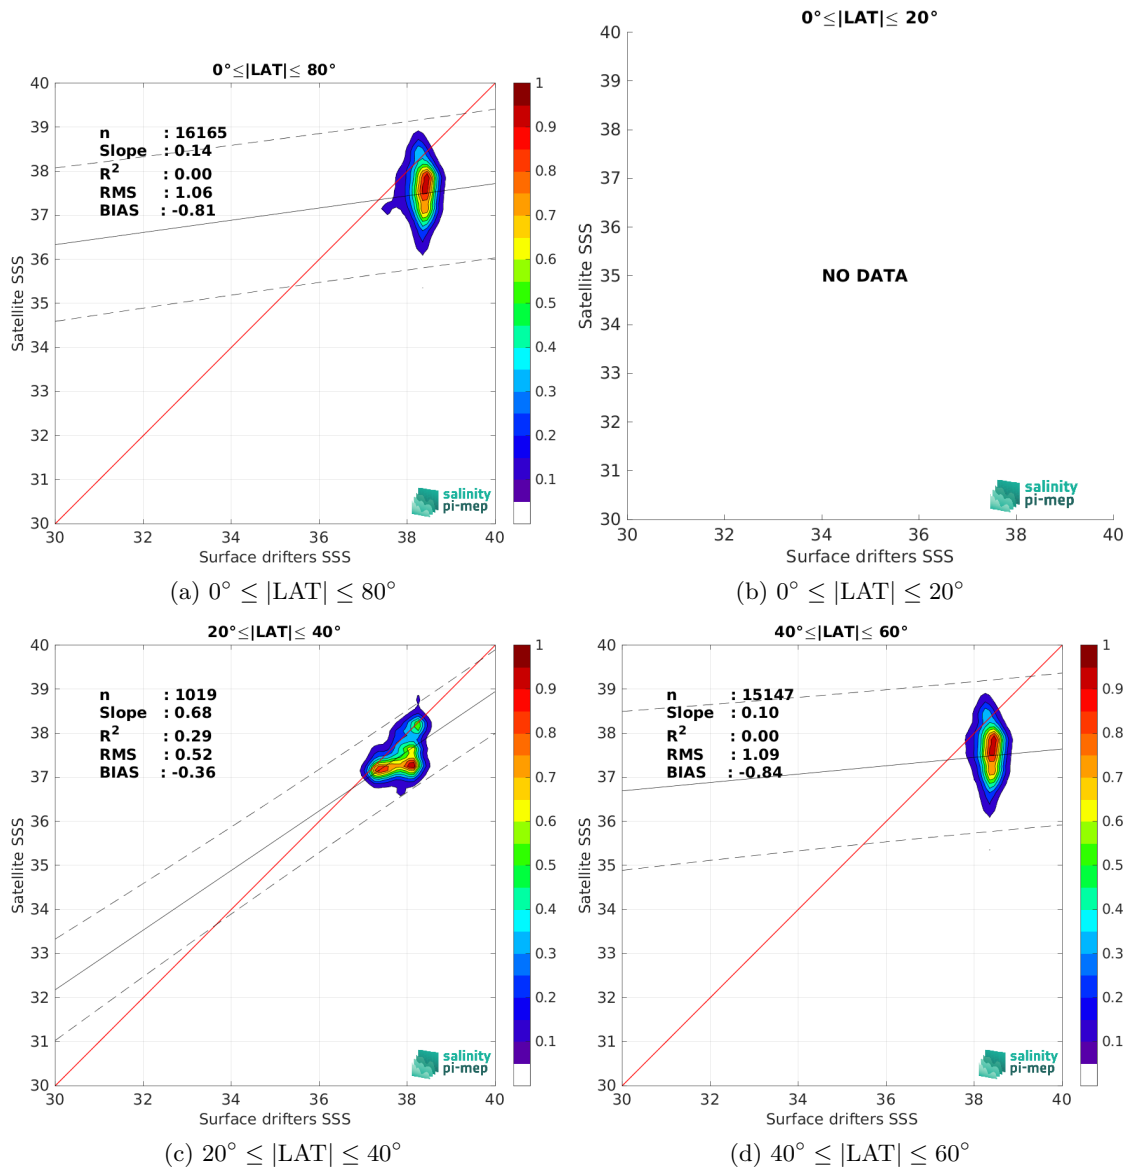 0°≤|LAT|≤ 80°
40
39
38
37
36
35
34
33
32
31
30
Satellite SSS
n : 16165
Slope : 0.14
R² : 0.00
RMS : 1.06
BIAS : -0.81
1
0.9
0.8
0.7
0.6
0.5
0.4
0.3
0.2
0.1
salinity
pi-mep
30 32 34 36 38 40
Surface drifters SSS
(a) 0° ≤ |LAT| ≤ 80°
0°≤|LAT|≤ 20°
40
39
38
37
36
35
34
33
32
31
30
Satellite SSS
NO DATA
salinity
pi-mep
30 32 34 36 38 40
Surface drifters SSS
(b) 0° ≤ |LAT| ≤ 20°
20°≤|LAT|≤ 40°
40
39
38
37
36
35
34
33
32
31
30
Satellite SSS
n : 1019
Slope : 0.68
R² : 0.29
RMS : 0.52
BIAS : -0.36
1
0.9
0.8
0.7
0.6
0.5
0.4
0.3
0.2
0.1
salinity
pi-mep
30 32 34 36 38 40
Surface drifters SSS
(c) 20° ≤ |LAT| ≤ 40°
40°≤|LAT|≤ 60°
40
39
38
37
36
35
34
33
32
31
30
Satellite SSS
n : 15147
Slope : 0.10
R² : 0.00
RMS : 1.09
BIAS : -0.84
1
0.9
0.8
0.7
0.6
0.5
0.4
0.3
0.2
0.1
salinity
pi-mep
30 32 34 36 38 40
Surface drifters SSS
(d) 40° ≤ |LAT| ≤ 60°